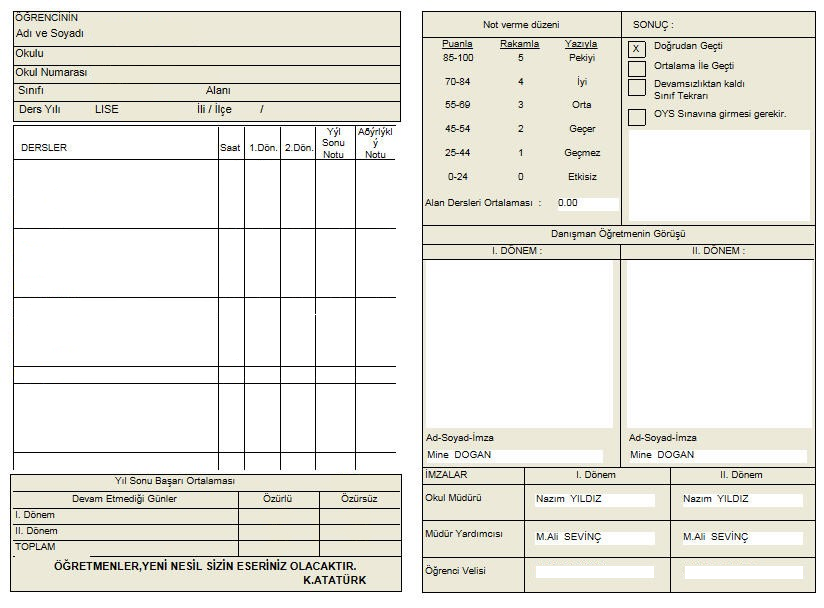 ÖĞRENCİNİN
Adı ve Soyadı
Okulu
Okul Numarası
Sınıfı Alanı
Ders Yılı LISE İli / İlçe /
DERSLER Saat 1.Dön. 2.Dön. Yýl Sonu Notu Aðýrlýklý Notu
Yıl Sonu Başarı Ortalaması
Devam Etmediği Günler Özürlü Özürsüz
I. Dönem
II. Dönem
TOPLAM
ÖĞRETMENLER,YENİ NESİL SİZİN ESERİNİZ OLACAKTIR.
K.ATATÜRK
Not verme düzeni
Puanla Rakamla Yazıyla
85-100 5 Pekiyi
70-84 4 İyi
55-69 3 Orta
45-54 2 Geçer
25-44 1 Geçmez
0-24 0 Etkisiz
Alan Dersleri Ortalaması : 0.00
SONUÇ :
X Doğrudan Geçti
Ortalama İle Geçti
Devamsızlıktan kaldı
Sınıf Tekrarı
OYS Sınavına girmesi gerekir.
Danışman Öğretmenin Görüşü
I. DÖNEM : II. DÖNEM :
Ad-Soyad-İmza Ad-Soyad-İmza
Mine DOGAN Mine DOGAN
İMZALAR I. Dönem II. Dönem
Okul Müdürü Nazım YILDIZ Nazım YILDIZ
Müdür Yardımcısı M.Ali SEVİNÇ M.Ali SEVİNÇ
Öğrenci Velisi